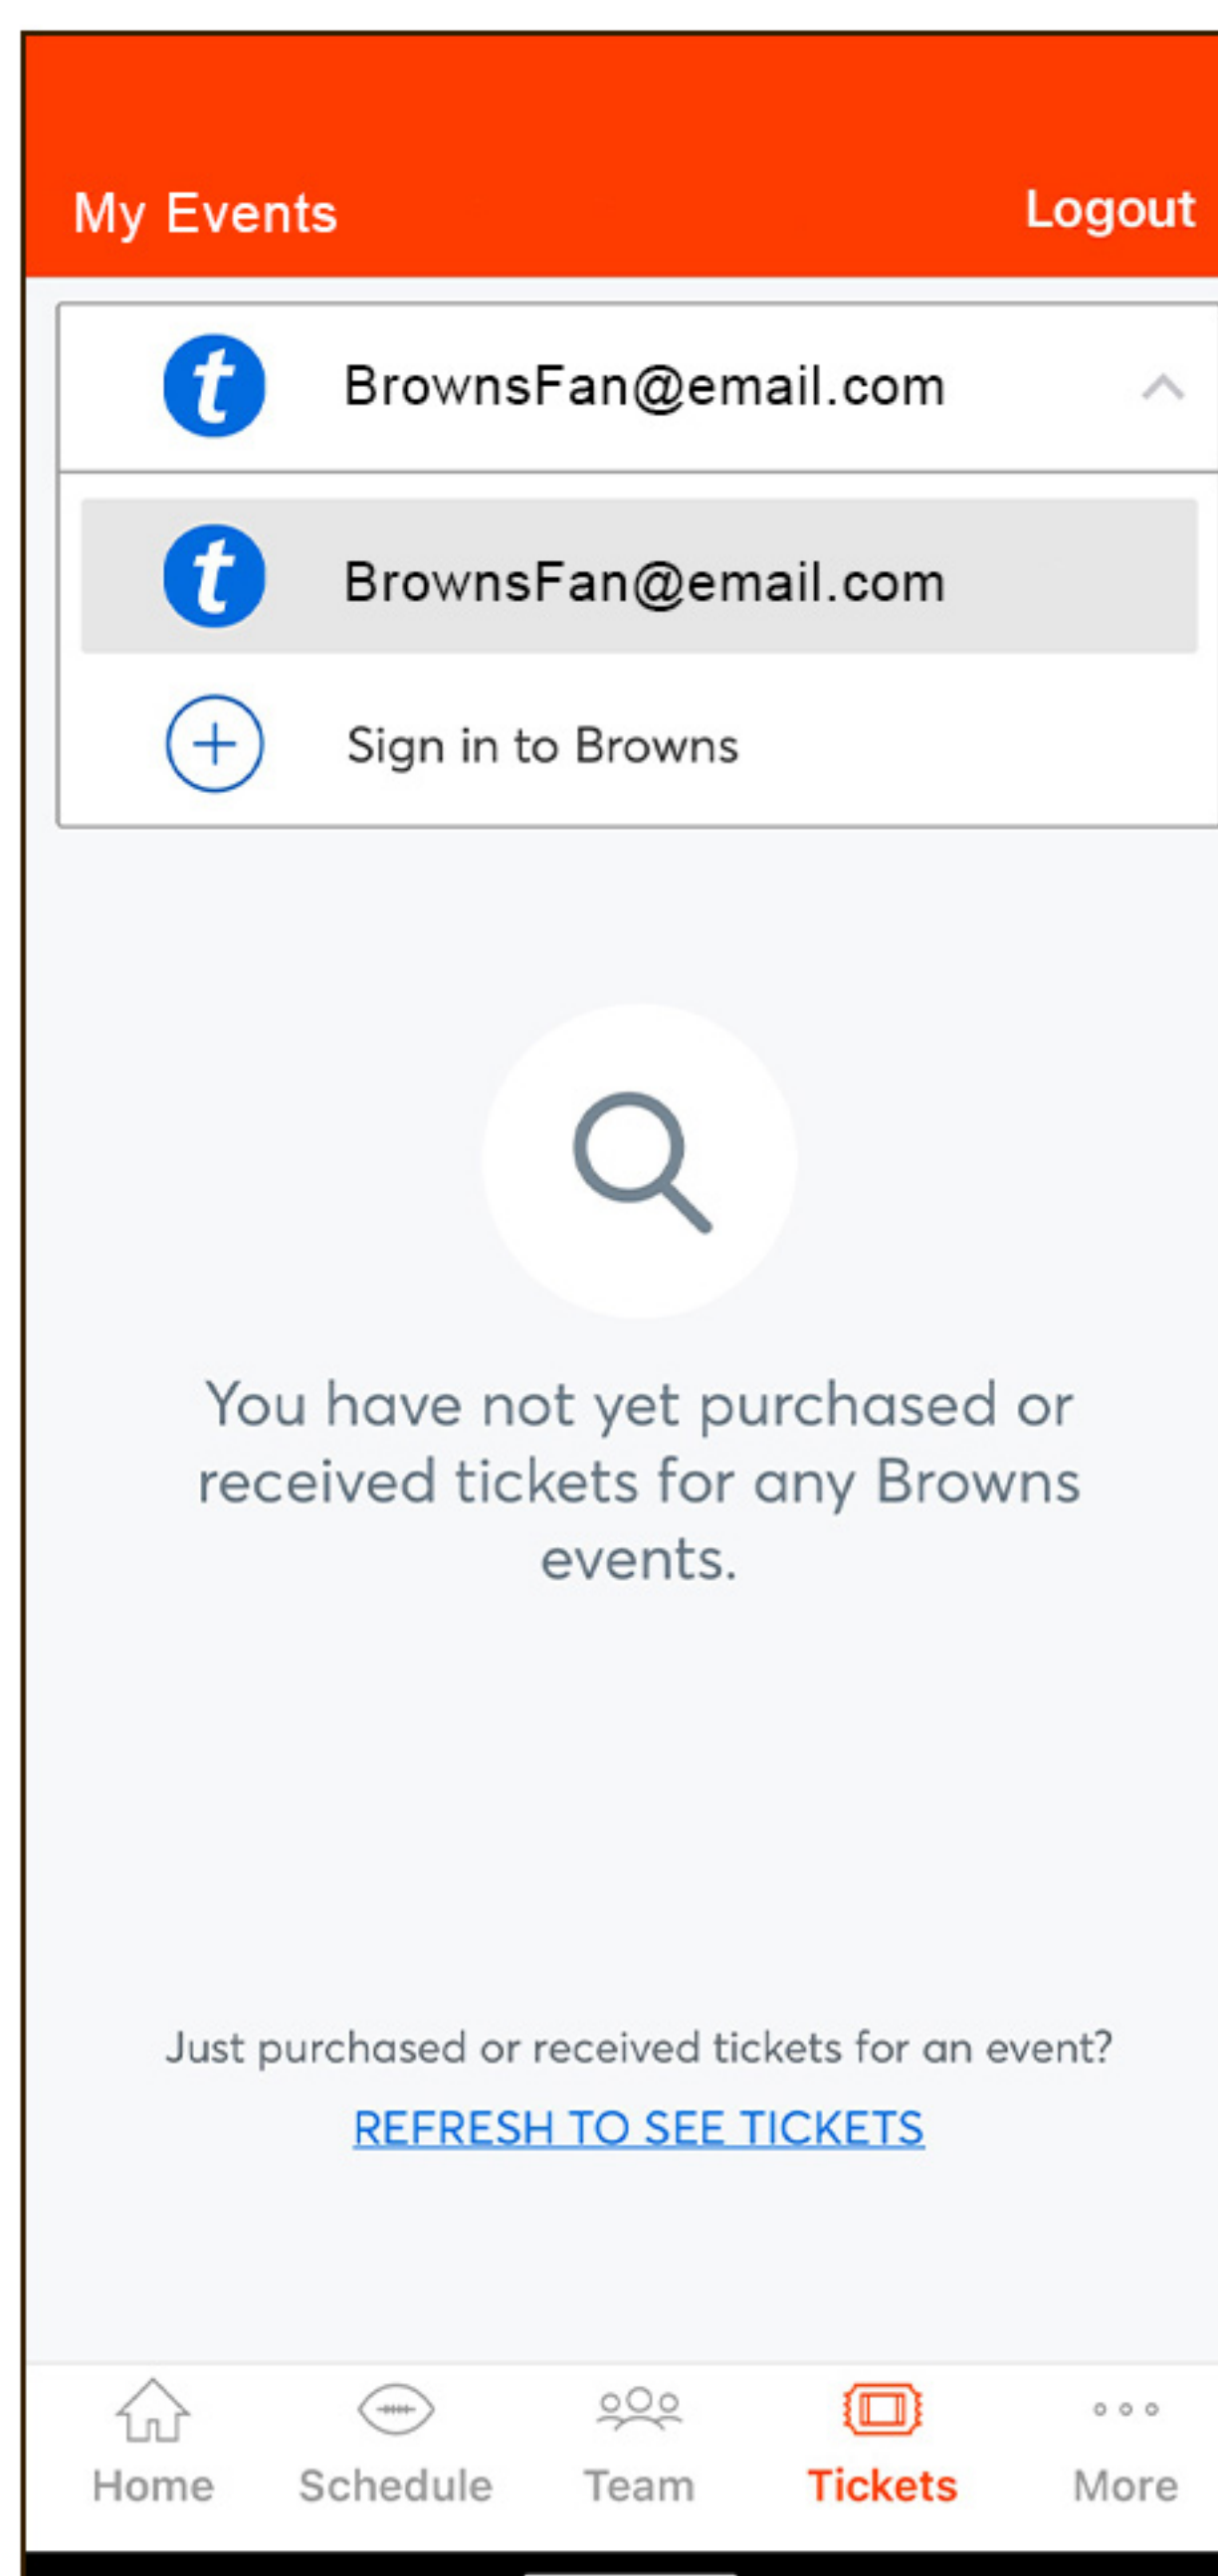 My Events
Logout
t
BrownsFan@email.com
t
BrownsFan@email.com
Sign in to Browns
You have not yet purchased or
received tickets for any Browns
events.
Just purchased or received tickets for an event?
REFRESH TO SEE TICKETS
Home
Schedule
Team
Tickets
More